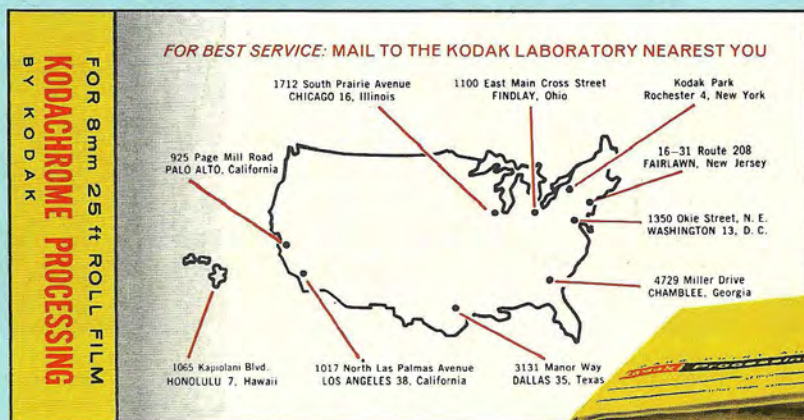 FOR 8mm 25 ft ROLL FILM
KODACHROME PROCESSING
BY KODAK
FOR BEST SERVICE: MAIL TO THE KODAK LABORATORY NEAREST YOU
1712 South Prairie Avenue
CHICAGO 16, Illinois
1100 East Main Cross Street
FINDLAY, Ohio
Kodak Park
Rochester 4, New York
925 Page Mill Road
PALO ALTO, California
16-31 Route 208
FAIRLAWN, New Jersey
1350 Okie Street, N. E.
WASHINGTON 13, D. C.
4729 Miller Drive
CHAMBLEE, Georgia
1065 Kapiolani Blvd.
HONOLULU 7, Hawaii
1017 North Las Palmas Avenue
LOS ANGELES 38, California
3131 Manor Way
DALLAS 35, Texas
Kodak Processing